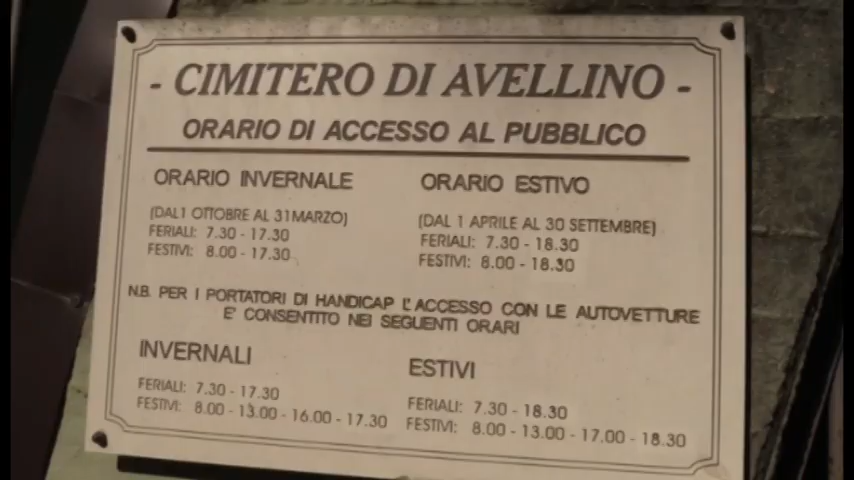 - CIMITERO DI AVELLINO -
ORARIO DI ACCESSO AL PUBBLICO
ORARIO INVERNALE
(DAL 1 OTTOBRE AL 31 MARZO)
FERIALI: 7.30 - 17.30
FESTIVI: 8.00 - 17.30
ORARIO ESTIVO
(DAL 1 APRILE AL 30 SETTEMBRE)
FERIALI: 7.30 - 18.30
FESTIVI: 8.00 - 18.30
N.B. PER I PORTATORI DI HANDICAP L'ACCESSO CON LE AUTOVETTURE
E' CONSENTITO NEI SEGUENTI ORARI
INVERNALI
FERIALI: 7.30 - 17.30
FESTIVI: 8.00 - 13.00 - 16.00 - 17.30
ESTIVI
FERIALI: 7.30 - 18.30
FESTIVI: 8.00 - 13.00 - 17.00 - 18.30